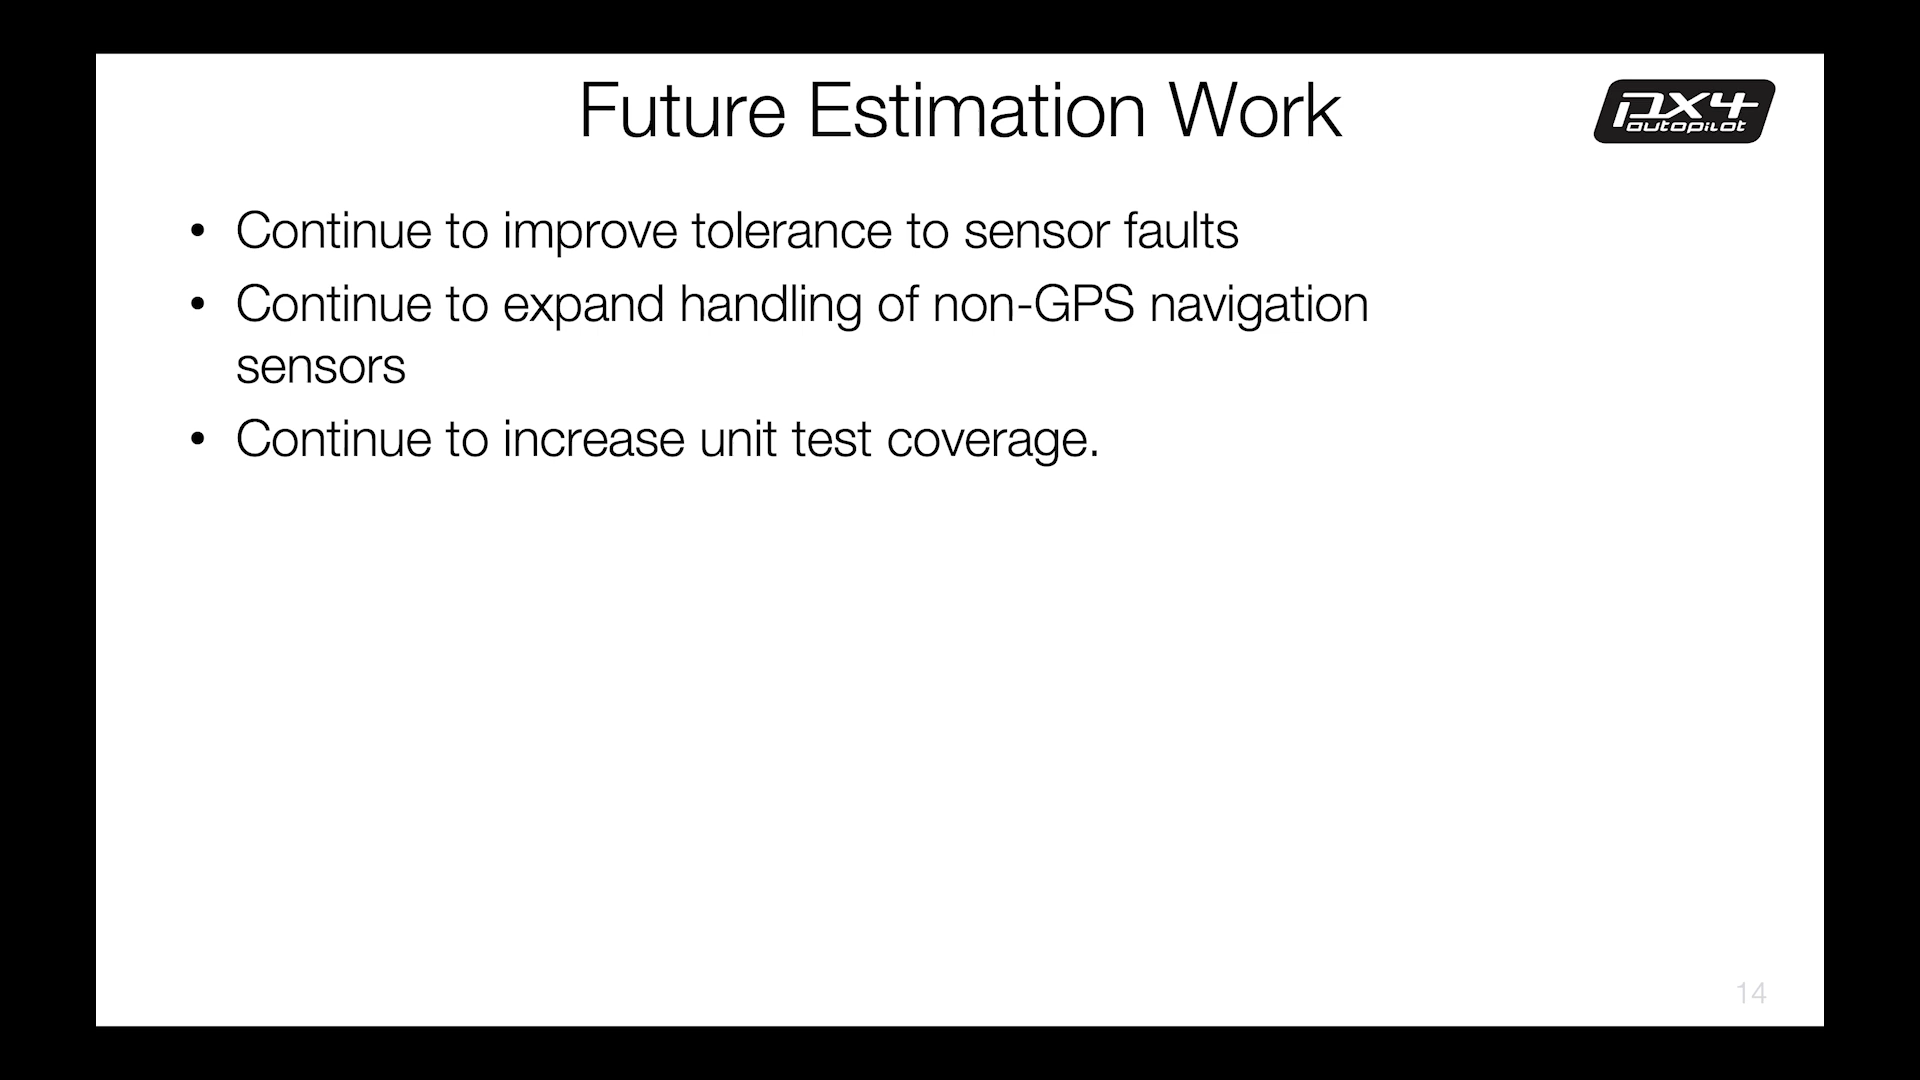 Future Estimation Work
PX4
autopilot
• Continue to improve tolerance to sensor faults
• Continue to expand handling of non-GPS navigation
sensors
• Continue to increase unit test coverage.
14